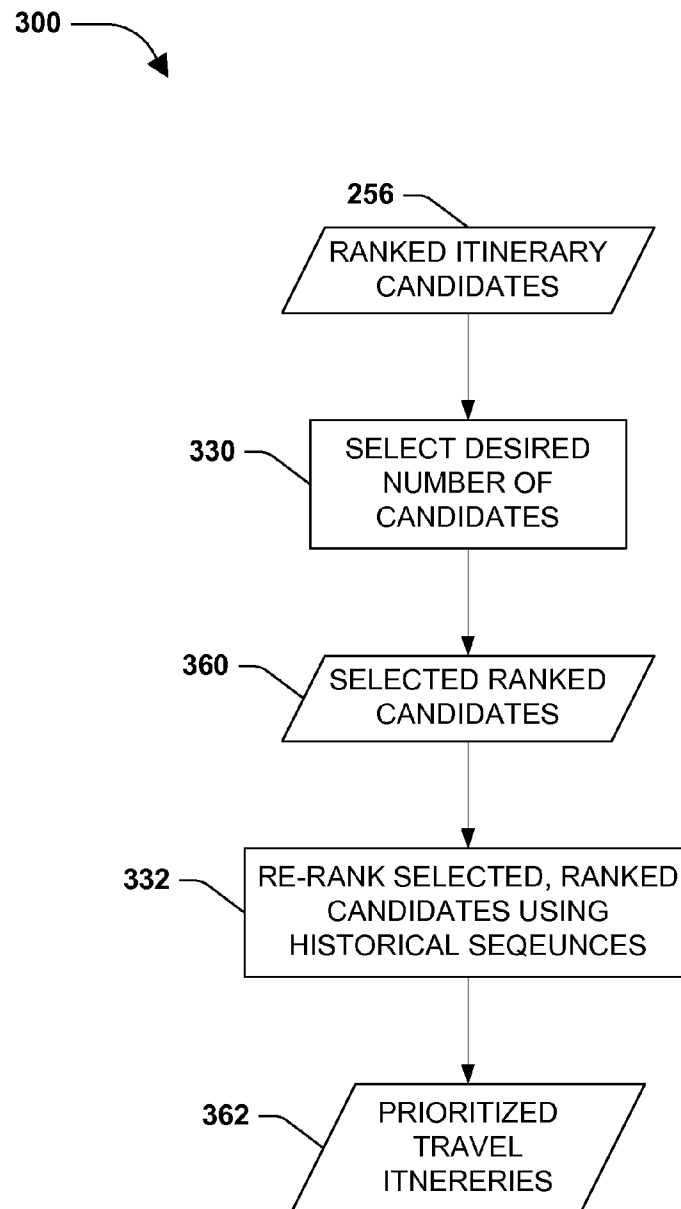 300
256
RANKED ITINERARY
CANDIDATES
330
SELECT DESIRED
NUMBER OF
CANDIDATES
360
SELECTED RANKED
CANDIDATES
332
RE-RANK SELECTED, RANKED
CANDIDATES USING
HISTORICAL SEQEUNCES
362
PRIORITIZED
TRAVEL
ITNERERIES